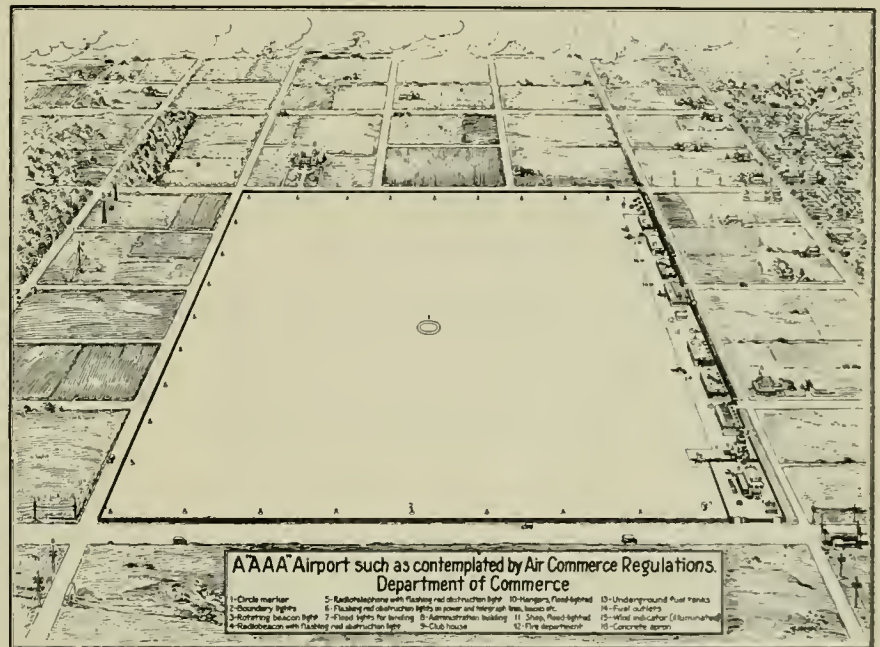 A "AAA" Airport such as contemplated by Air Commerce Regulations.
Department of Commerce
1-Circle marker
2-Boundary lights
3-Rotating beacon light
4-Radiobeacon with flashing red obstruction light
5-Radiotelephone with flashing red obstruction light
6-Flashing red obstruction lights on power and telegraph lines, beacons etc.
7-Flood lights for landing
8-Administration building
9-Club house
10-Hangers, flood-lighted
11 Shop, flood-lighted
12-Fire department
13-Underground fuel tanks
14-Fuel outlets
15-Wind indicator (illuminated)
16-Concrete apron